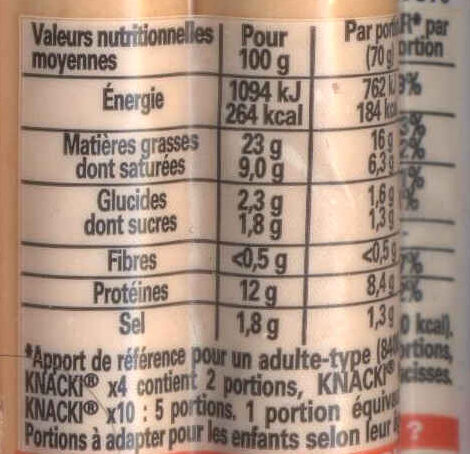 Valeurs nutritionnelles Pour Par par
moyennes 100 g (70 g
Énergie 1094 kJ 762
264 kcal 184
Matières grasses 23 g 16 g
dont saturées 9,0 g 6,3
Glucides 2,3 g 1,6 g
dont sucres 1,8 g 1,3
Fibres <0,5 g <0,5
Protéines 12 g 8,4
Sel 1,8 g 1,3 kcal).
*Apport de référence pour un adulte-type
KNACKI® x4 contient 2 portions, KNACKI®
KNACKI® x10 : 5 portions. 1 portion
Portions à adapter pour les enfants selon leur ?